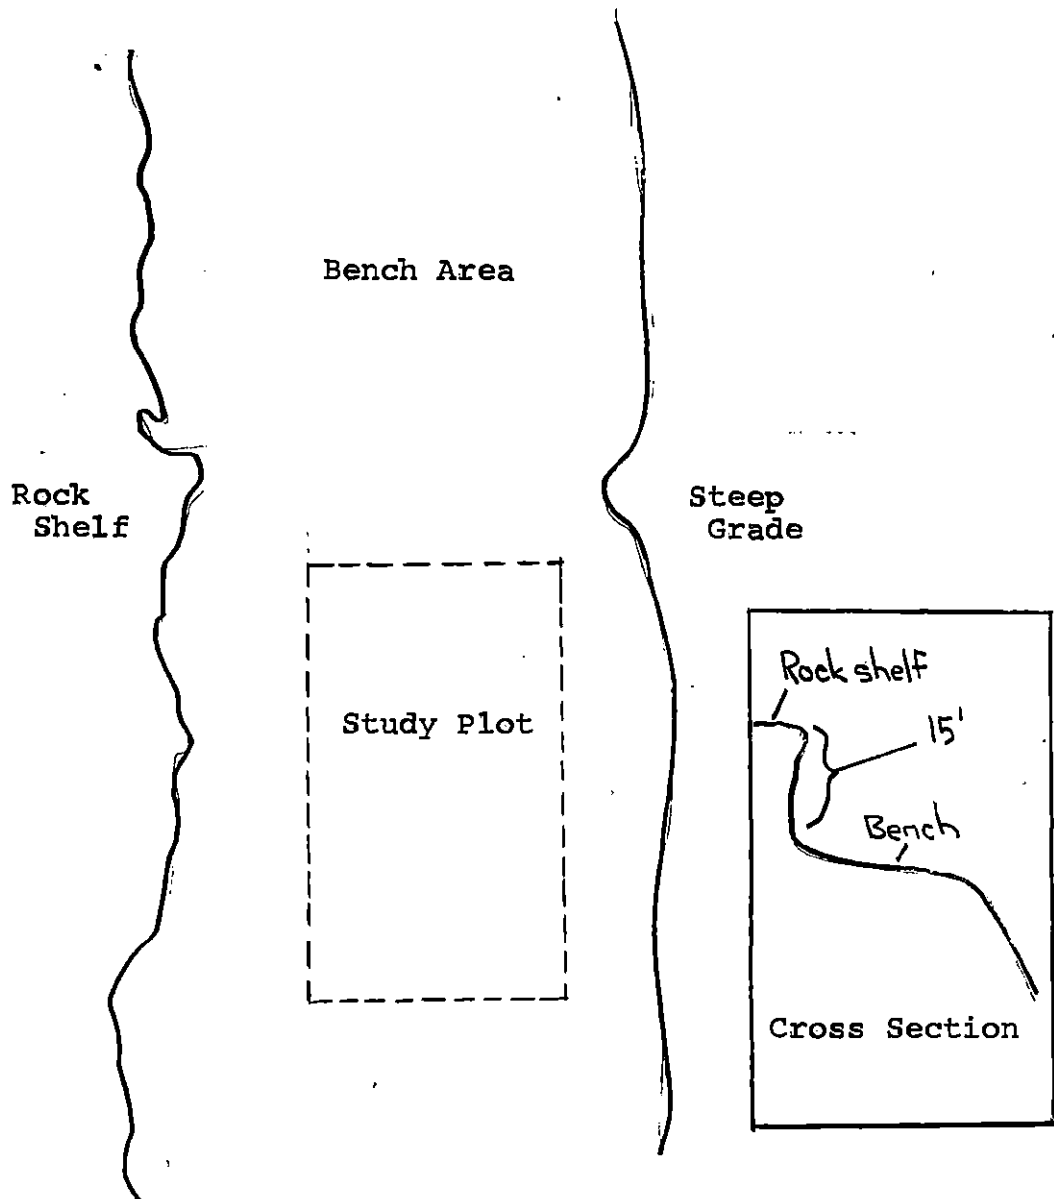 Bench Area
Rock
Shelf
Steep
Grade
Study Plot
Rock shelf
15'
Bench
Cross Section